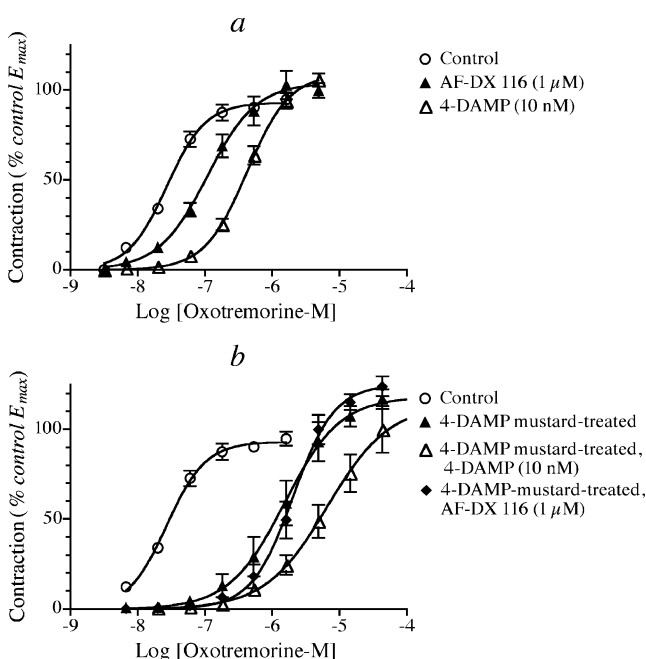 a
Contraction (% control Emax)
100
50
0
-9
-8
-7
-6
-5
-4
Log [Oxotremorine-M]
Control
AF-DX 116 (1 µM)
4-DAMP (10 nM)
b
Contraction (% control Emax)
100
50
0
-9
-8
-7
-6
-5
-4
Log [Oxotremorine-M]
Control
4-DAMP mustard-treated
4-DAMP mustard-treated,
4-DAMP (10 nM)
4-DAMP-mustard-treated,
AF-DX 116 (1 µM)